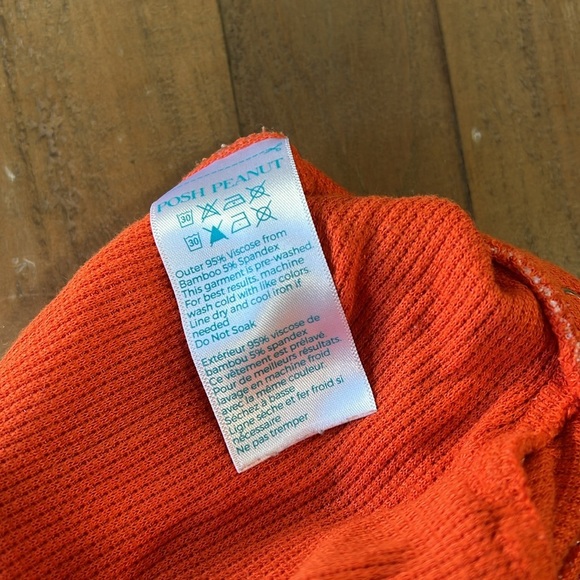 POSH PEANUT
30
30
Outer 95% Viscose from
Bamboo 5% Spandex
This garment is pre-washed.
For best results, machine
wash cold with like colors.
Line dry and cool iron if
needed
Do Not Soak
Extérieur 95% viscose de
bambou 5% spandex
Ce vêtement est prélavé
Pour de meilleurs résultats.
lavage en machine froid
avec la même couleur
Séchez à basse
Ligne sèche et fer froid si
nécessaire
Ne pas tremper